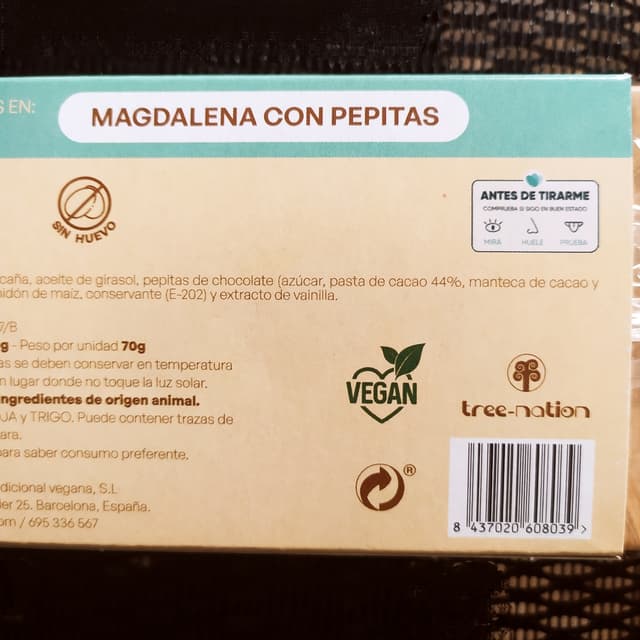 S EN:
MAGDALENA CON PEPITAS
SIN HUEVO
ANTES DE TIRARME
COMPRUEBA SI SIGO EN BUEN ESTADO
MIRA HUELE PRUEBA
caña, aceite de girasol, pepitas de chocolate (azúcar, pasta de cacao 44%, manteca de cacao y
idón de maíz, conservante (E-202) y extracto de vainilla.
7/B
g - Peso por unidad 70g
as se deben conservar en temperatura
n lugar donde no toque la luz solar.
ingredientes de origen animal.
OJA y TRIGO. Puede contener trazas de
ara.
para saber consumo preferente.
VEGAN
tree-nation
®
dicional vegana, S.L
ier 25. Barcelona, España.
om / 695 336 567
8 437020 608039 >